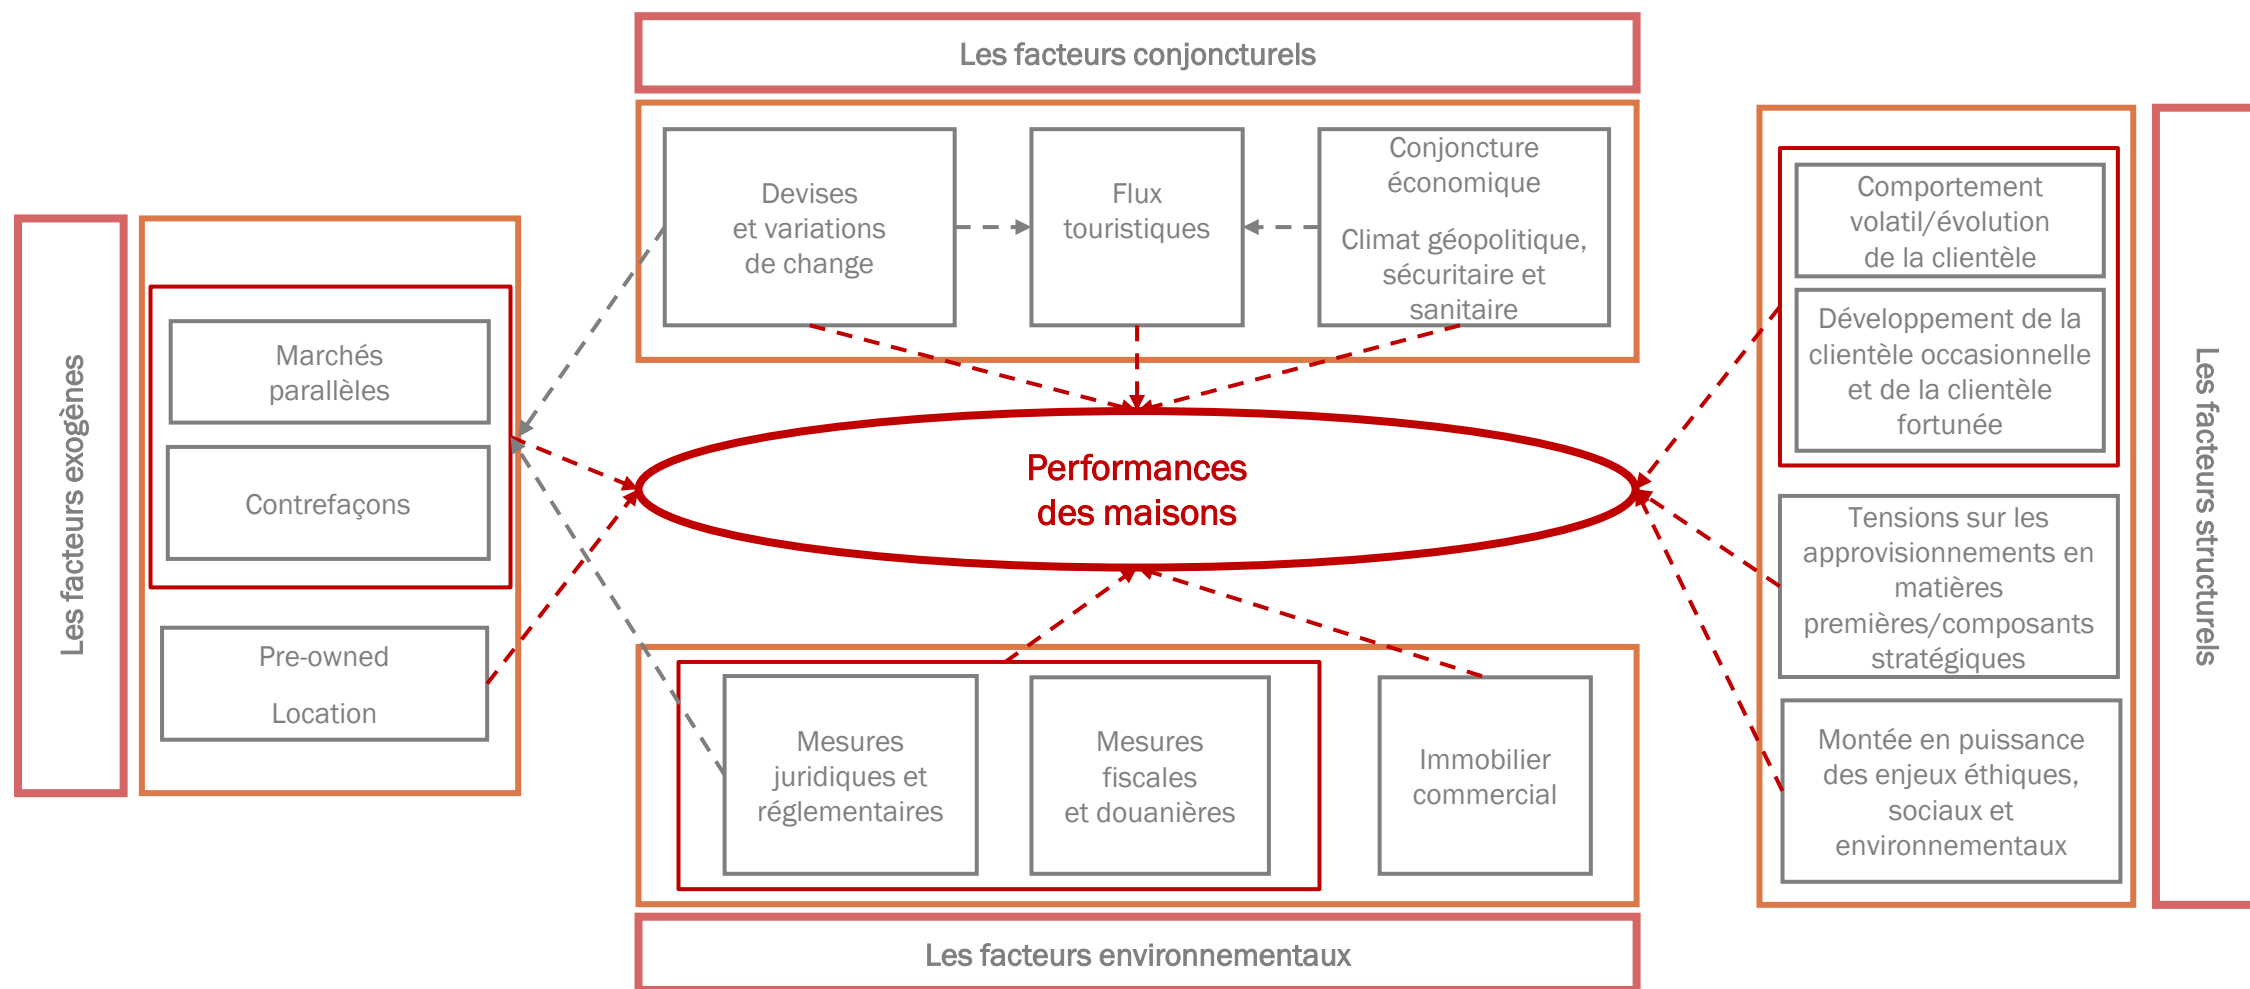 Les facteurs conjoncturels
Devises
et variations
de change
Flux
touristiques
Conjoncture
économique
Climat géopolitique,
sécuritaire et
sanitaire
Les facteurs exogènes
Marchés
parallèles
Contrefaçons
Pre-owned
Location
Performances
des maisons
Comportement
volatil/évolution
de la clientèle
Développement de la
clientèle occasionnelle
et de la clientèle
fortunée
Tensions sur les
approvisionnements en
matières
premières/composants
stratégiques
Montée en puissance
des enjeux éthiques,
sociaux et
environnementaux
Les facteurs structurels
Mesures
juridiques et
réglementaires
Mesures
fiscales
et douanières
Immobilier
commercial
Les facteurs environnementaux